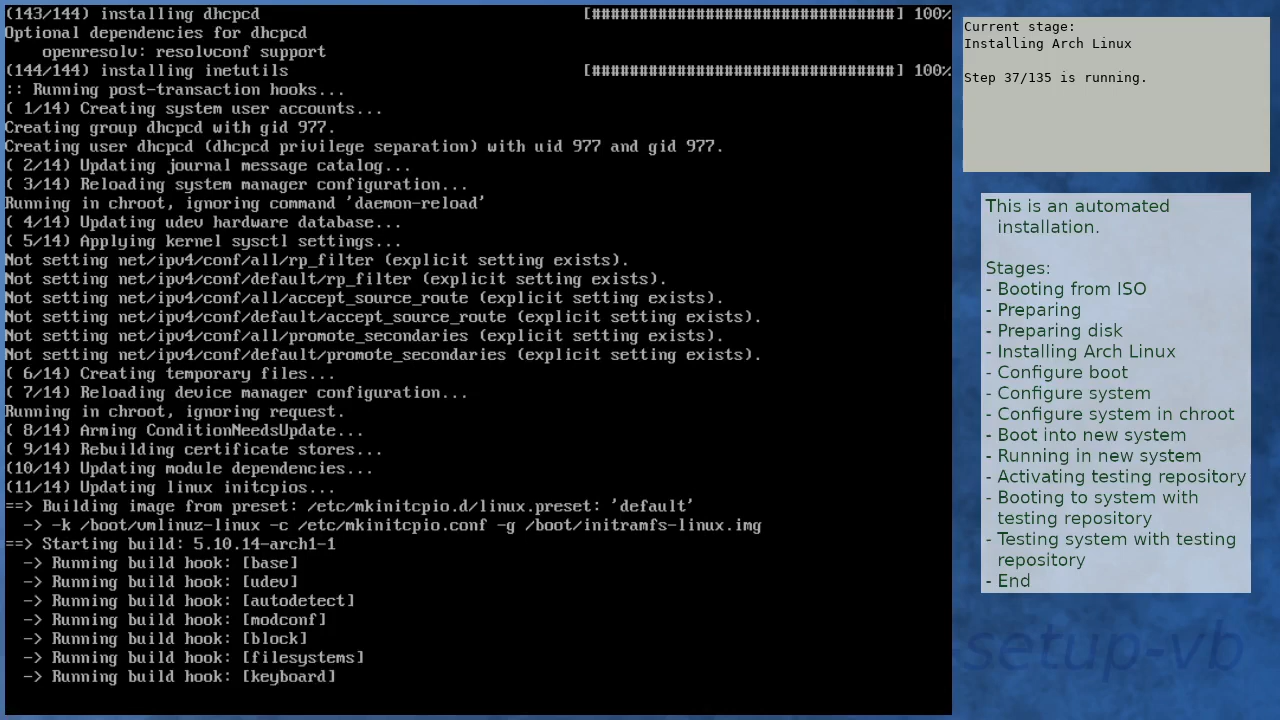 (143/144) installing dhcpcd [################################] 100%
Optional dependencies for dhcpcd
    openresolv: resolvconf support
(144/144) installing inetutils [################################] 100%
:: Running post-transaction hooks...
( 1/14) Creating system user accounts...
Creating group dhcpcd with gid 977.
Creating user dhcpcd (dhcpcd privilege separation) with uid 977 and gid 977.
( 2/14) Updating journal message catalog...
( 3/14) Reloading system manager configuration...
Running in chroot, ignoring command 'daemon-reload'
( 4/14) Updating udev hardware database...
( 5/14) Applying kernel sysctl settings...
Not setting net/ipv4/conf/all/rp_filter (explicit setting exists).
Not setting net/ipv4/conf/default/rp_filter (explicit setting exists).
Not setting net/ipv4/conf/all/accept_source_route (explicit setting exists).
Not setting net/ipv4/conf/default/accept_source_route (explicit setting exists).
Not setting net/ipv4/conf/all/promote_secondaries (explicit setting exists).
Not setting net/ipv4/conf/default/promote_secondaries (explicit setting exists).
( 6/14) Creating temporary files...
( 7/14) Reloading device manager configuration...
Running in chroot, ignoring request.
( 8/14) Arming ConditionNeedsUpdate...
( 9/14) Rebuilding certificate stores...
(10/14) Updating module dependencies...
(11/14) Updating linux initcpios...
==> Building image from preset: /etc/mkinitcpio.d/linux.preset: 'default'
  -> -k /boot/vmlinuz-linux -c /etc/mkinitcpio.conf -g /boot/initramfs-linux.img
==> Starting build: 5.10.14-arch1-1
  -> Running build hook: [base]
  -> Running build hook: [udev]
  -> Running build hook: [autodetect]
  -> Running build hook: [modconf]
  -> Running build hook: [block]
  -> Running build hook: [filesystems]
  -> Running build hook: [keyboard]
Current stage:
Installing Arch Linux
Step 37/135 is running.
This is an automated
installation.
Stages:
- Booting from ISO
- Preparing
- Preparing disk
- Installing Arch Linux
- Configure boot
- Configure system
- Configure system in chroot
- Boot into new system
- Running in new system
- Activating testing repository
- Booting to system with
testing repository
- Testing system with testing
repository
- End
setup-vb